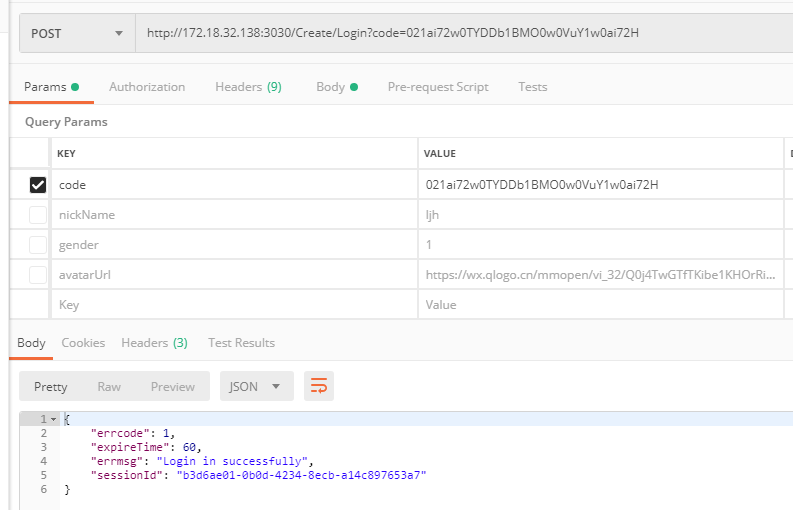 POST http://172.18.32.138:3030/Create/Login?code=021ai72w0TYDDb1BMO0w0VuY1w0ai72H
Params Authorization Headers (9) Body Pre-request Script Tests
Query Params
KEY VALUE
code 021ai72w0TYDDb1BMO0w0VuY1w0ai72H
nickName ljh
gender 1
avatarUrl https://wx.qlogo.cn/mmopen/vi_32/Q0j4TwGTfTKibe1KHOrRi...
Key Value
Body Cookies Headers (3) Test Results
Pretty Raw Preview JSON
1 {
2 "errcode": 1,
3 "expireTime": 60,
4 "errmsg": "Login in successfully",
5 "sessionId": "b3d6ae01-0b0d-4234-8ecb-a14c897653a7"
6 }